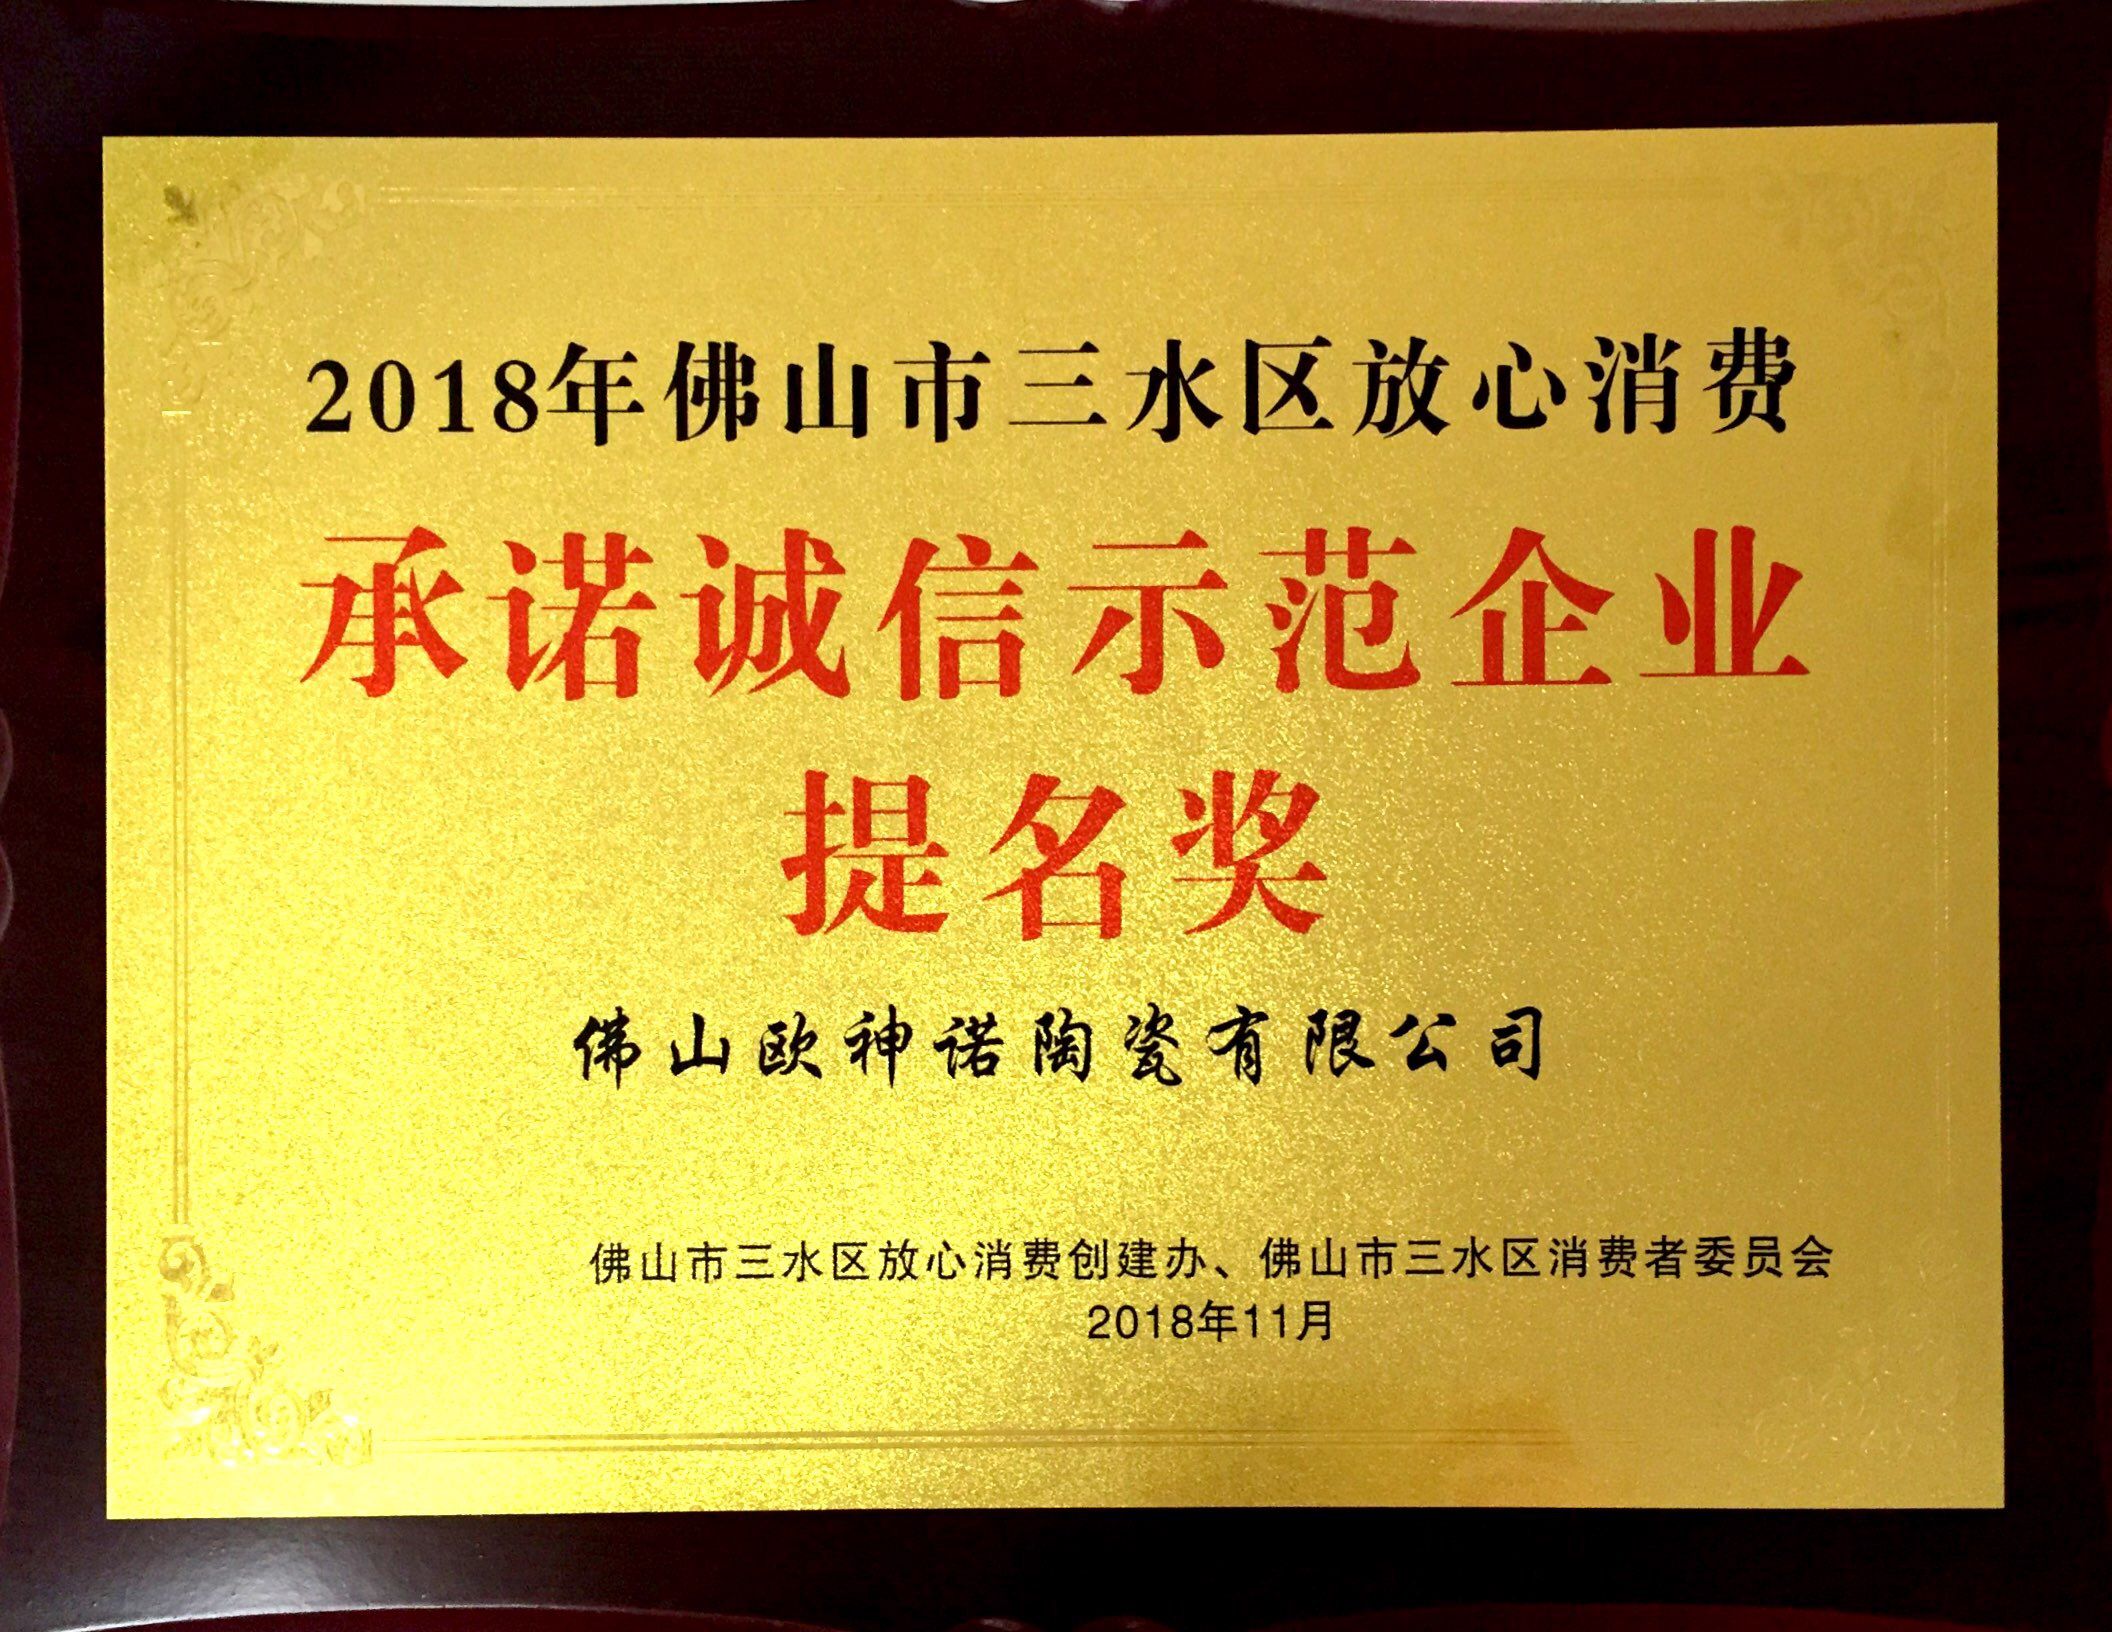 2018年佛山市三水区放心消费
承诺诚信示范企业
提名奖
佛山欧神诺陶瓷有限公司
佛山市三水区放心消费创建办、佛山市三水区消费者委员会
2018年11月